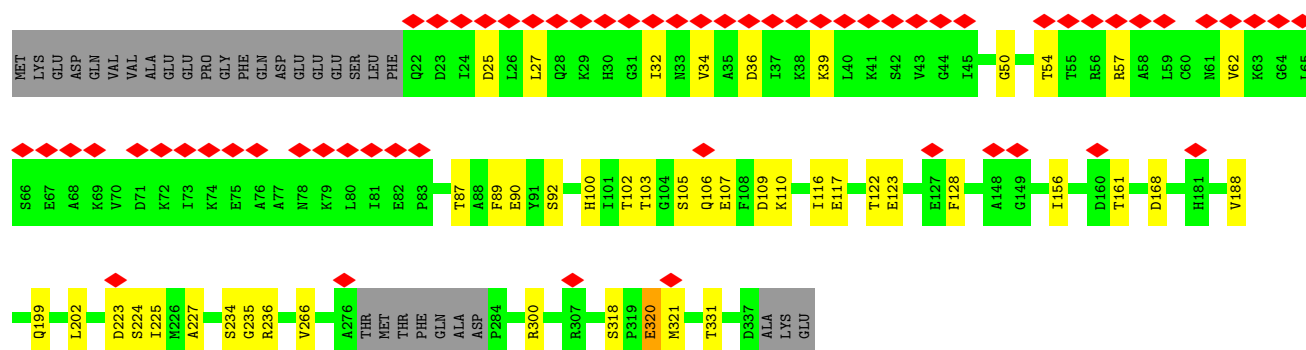 MET LYS GLU ASP GLN VAL VAL ALA GLU GLU PRO GLY PHE GLN ASP GLU GLU GLU SER LEU PHE Q22 D23 I24 D25 L26 L27 Q28 K29 H30 G31 I32 N33 V34 A35 D36 I37 K38 K39 L40 K41 S42 V43 G44 I45 G50 T54 T55 R56 R57 A58 L59 C60 N61 V62 K63 G64 L65
S66 E67 A68 K69 V70 D71 K72 I73 K74 E75 A76 A77 N78 K79 L80 I81 E82 P83 T87 A88 F89 E90 Y91 S92 H100 I101 T102 T103 G104 S105 Q106 E107 F108 D109 K110 I116 E117 T122 E123 E127 F128 A148 G149 I156 D160 T161 D168 H181 V188
Q199 L202 D223 S224 I225 M226 A227 S234 G235 R236 V266 A276 THR MET THR PHE GLN ALA ASP P284 R300 R307 S318 P319 E320 M321 T331 D337 ALA LYS GLU